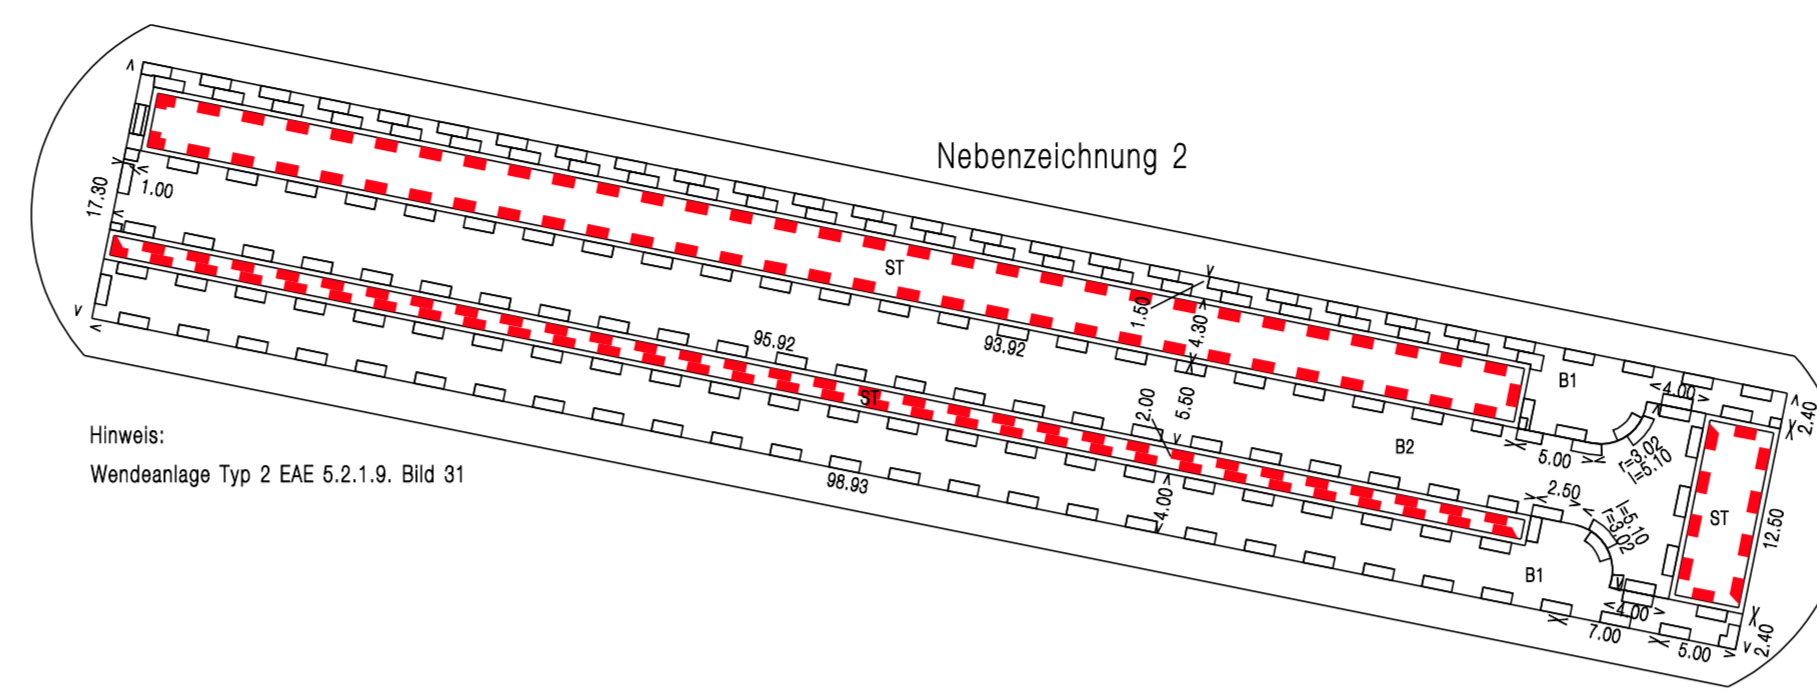 Nebenzeichnung 2
17.30
1.00
ST
1.50
4.30
95.92
93.92
ST
2.00
5.50
B1
4.00
2.40
B2
5.00
r=3.02
l=5.10
2.50
l=5.10
r=3.02
ST
12.50
Hinweis:
Wendeanlage Typ 2 EAE 5.2.1.9. Bild 31
98.93
4.00
B1
4.00
7.00
5.00
2.40